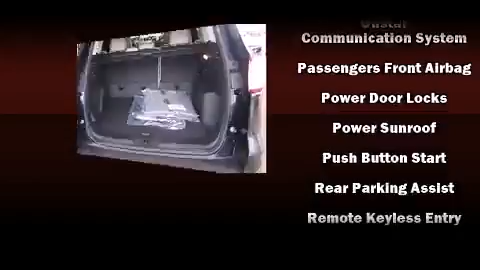 Communication System
Passengers Front Airbag
Power Door Locks
Power Sunroof
Push Button Start
Rear Parking Assist
Remote Keyless Entry